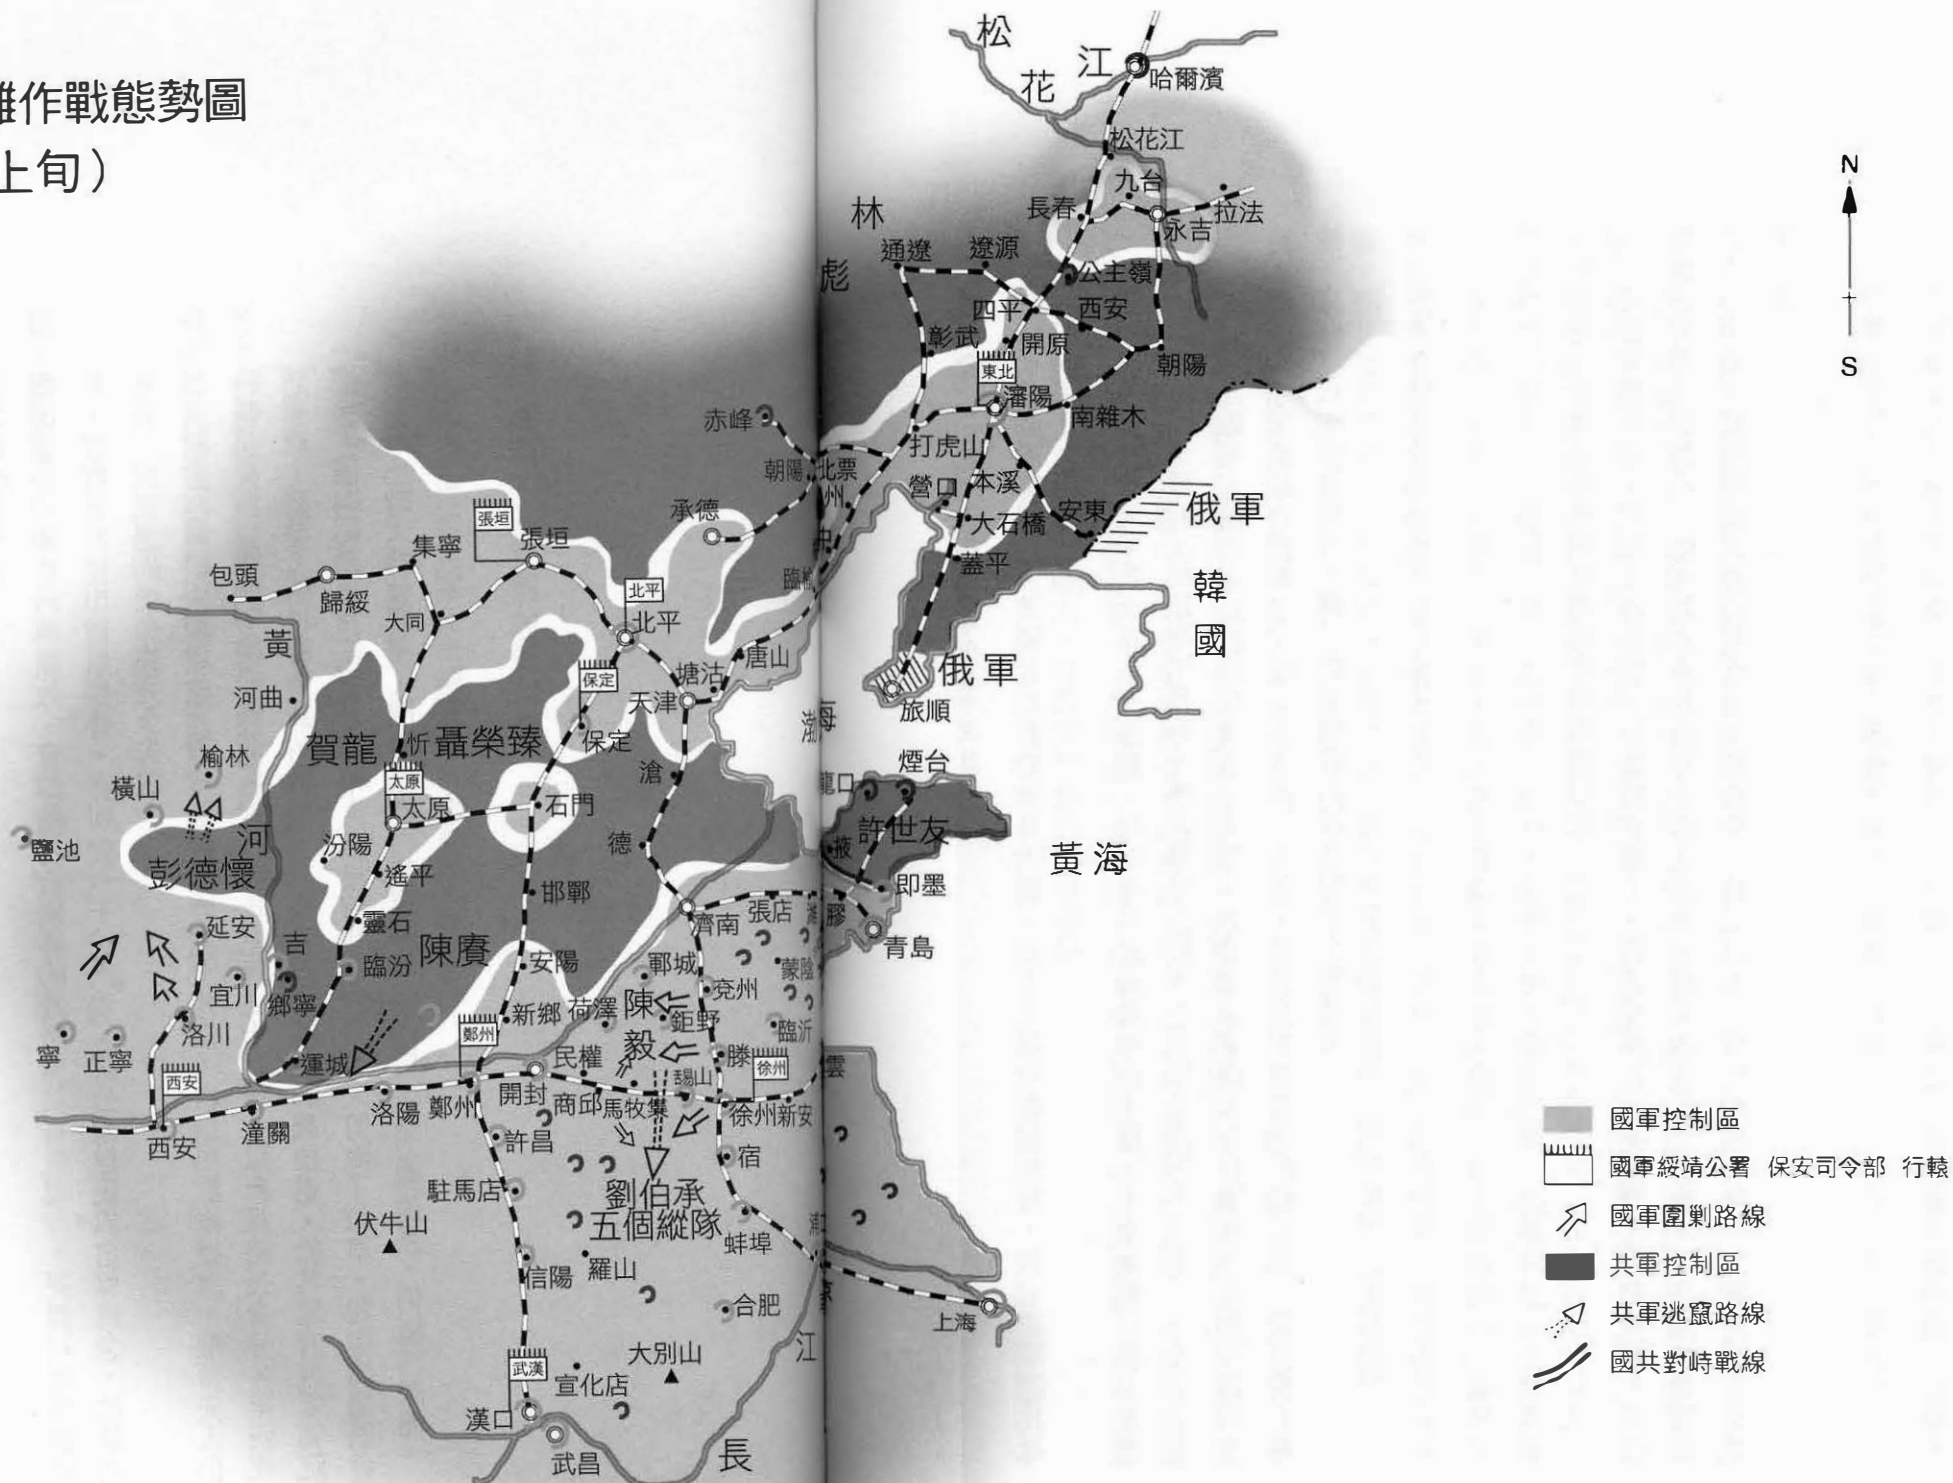 作戰態勢圖
上旬）
松
花
江
哈爾濱
松花江
九台
長春
永吉
拉法
林
彪
通遼
遼源
公主嶺
四平
西安
彰武
開原
東北
瀋陽
朝陽
南雜木
打虎山
赤峰
朝陽
北票
州
營口
本溪
大石橋
安東
蓋平
俄軍
韓
國
俄軍
旅順
承德
張垣
張垣
集寧
包頭
歸綏
大同
北平
北平
唐山
塘沽
天津
保定
保定
黃
河
河曲
榆林
橫山
鹽池
彭德懷
賀龍
忻
聶榮臻
太原
太原
石門
滄
德
汾陽
遙平
靈石
邯鄲
陳賡
臨汾
安陽
延安
吉
宜川
鄉寧
洛川
寧
正寧
運城
西安
西安
潼關
洛陽
鄭州
鄭州
新鄉
荷澤
開封
民權
商邱
馬牧集
碭山
陳
毅
鄆城
鉅野
兗州
滕
徐州
徐州
新安
齊南
張店
蒙陰
臨沂
膠
龍口
煙台
許世友
掖
即墨
青島
黃海
海
雲
許昌
駐馬店
伏牛山
宿
劉伯承
五個縱隊
蚌埠
信陽
羅山
合肥
大別山
武漢
宣化店
漢口
武昌
長
江
上海
N
S
國軍控制區
國軍綏靖公署 保安司令部 行轅
國軍圍剿路線
共軍控制區
共軍逃竄路線
國共對峙戰線